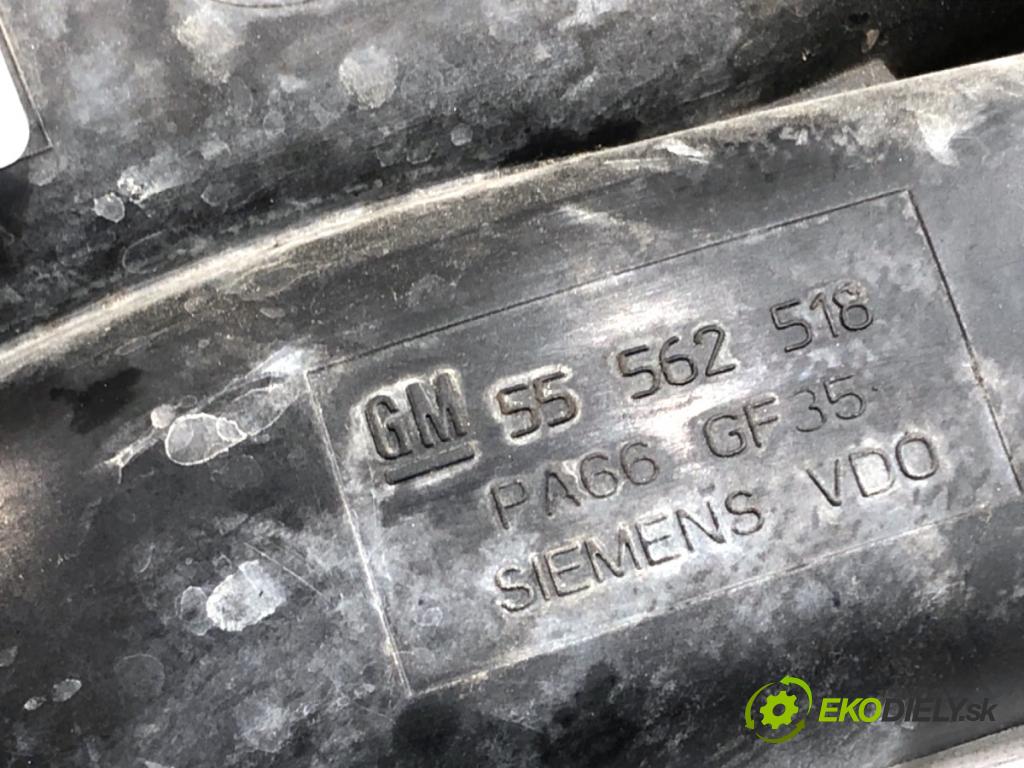 GM 55 562 518
PA66 GF35
SIEMENS VDO
EKODIELY.sk